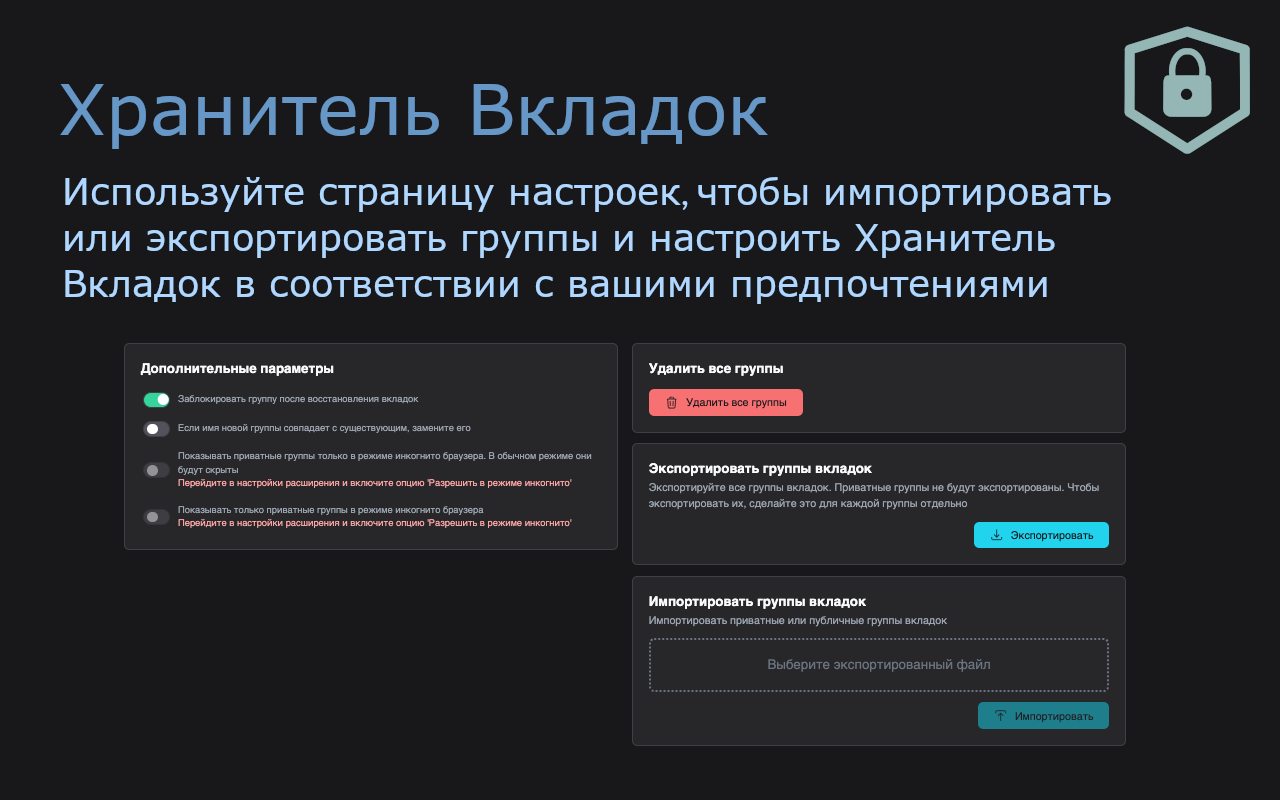 Хранитель Вкладок
Используйте страницу настроек, чтобы импортировать
или экспортировать группы и настроить Хранитель
Вкладок в соответствии с вашими предпочтениями
Дополнительные параметры
Заблокировать группу после восстановления вкладок
Если имя новой группы совпадает с существующим, замените его
Показывать приватные группы только в режиме инкогнито браузера. В обычном режиме они
будут скрыты
Перейдите в настройки расширения и включите опцию 'Разрешить в режиме инкогнито'
Показывать только приватные группы в режиме инкогнито браузера
Перейдите в настройки расширения и включите опцию 'Разрешить в режиме инкогнито'
Удалить все группы
Удалить все группы
Экспортировать группы вкладок
Экспортируйте все группы вкладок. Приватные группы не будут экспортированы. Чтобы
экспортировать их, сделайте это для каждой группы отдельно
Экспортировать
Импортировать группы вкладок
Импортировать приватные или публичные группы вкладок
Выберите экспортированный файл
Импортировать